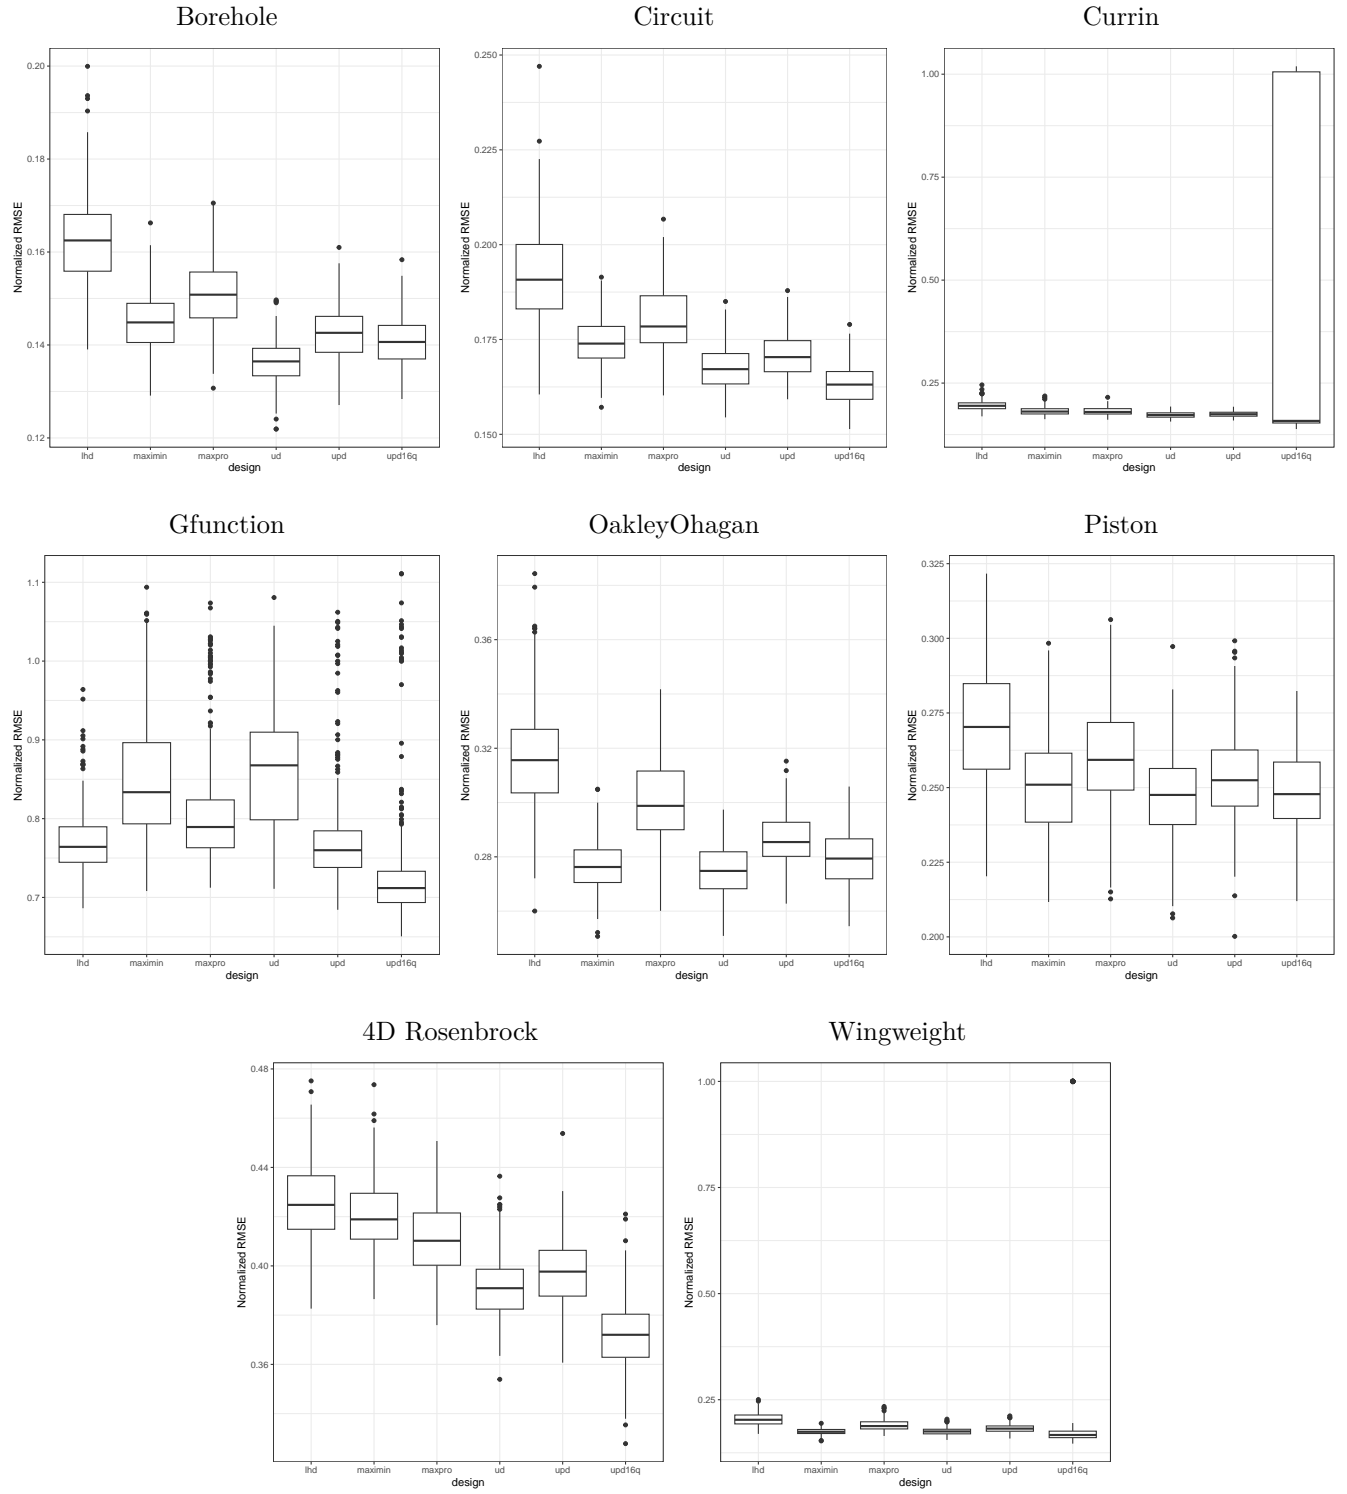 Borehole Circuit Currin
0.20
0.18
0.16
0.14
0.12
Normalized RMSE
lhd maximin maxpro ud upd upd16q
design
0.250
0.225
0.200
0.175
0.150
Normalized RMSE
lhd maximin maxpro ud upd upd16q
design
1.00
0.75
0.50
0.25
Normalized RMSE
lhd maximin maxpro ud upd upd16q
design
Gfunction OakleyOhagan Piston
1.1
1.0
0.9
0.8
0.7
Normalized RMSE
lhd maximin maxpro ud upd upd16q
design
0.36
0.32
0.28
Normalized RMSE
lhd maximin maxpro ud upd upd16q
design
0.325
0.300
0.275
0.250
0.225
0.200
Normalized RMSE
lhd maximin maxpro ud upd upd16q
design
4D Rosenbrock Wingweight
0.48
0.44
0.40
0.36
Normalized RMSE
lhd maximin maxpro ud upd upd16q
design
1.00
0.75
0.50
0.25
Normalized RMSE
lhd maximin maxpro ud upd upd16q
design